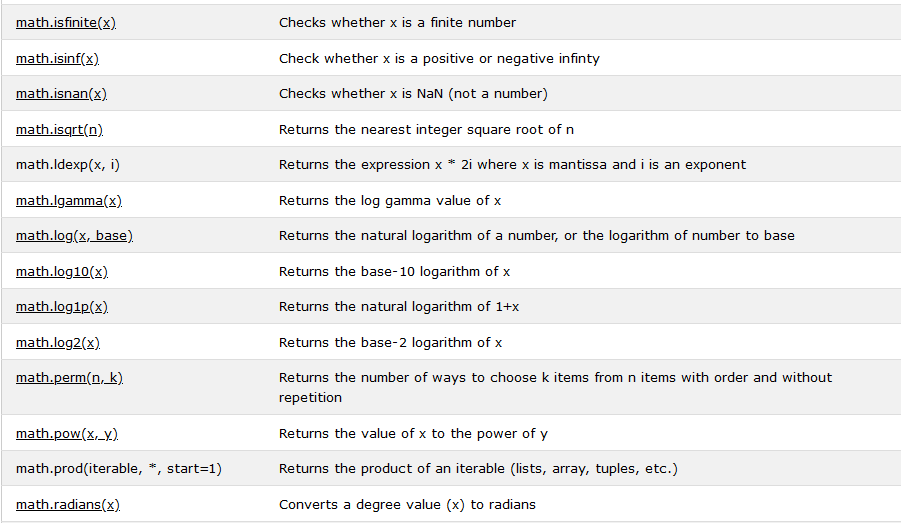 math.isfinite(x) Checks whether x is a finite number
math.isinf(x) Check whether x is a positive or negative infinty
math.isnan(x) Checks whether x is NaN (not a number)
math.isqrt(n) Returns the nearest integer square root of n
math.ldexp(x, i) Returns the expression x * 2i where x is mantissa and i is an exponent
math.lgamma(x) Returns the log gamma value of x
math.log(x, base) Returns the natural logarithm of a number, or the logarithm of number to base
math.log10(x) Returns the base-10 logarithm of x
math.log1p(x) Returns the natural logarithm of 1+x
math.log2(x) Returns the base-2 logarithm of x
math.perm(n, k) Returns the number of ways to choose k items from n items with order and without
repetition
math.pow(x, y) Returns the value of x to the power of y
math.prod(iterable, *, start=1) Returns the product of an iterable (lists, array, tuples, etc.)
math.radians(x) Converts a degree value (x) to radians